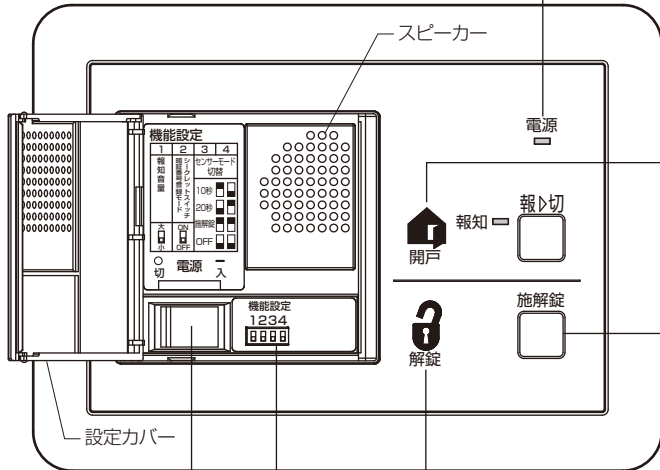 スピーカー
電源
機能設定
1 2 3 4
報知音量
シークレットスイッチ
暗証番号登録モード
センサーモード
切替
10秒
20秒
施解錠
OFF
大
小
ON
OFF
切 電源 入
機能設定
1234
報知
報▷切
開戸
施解錠
解錠
設定カバー